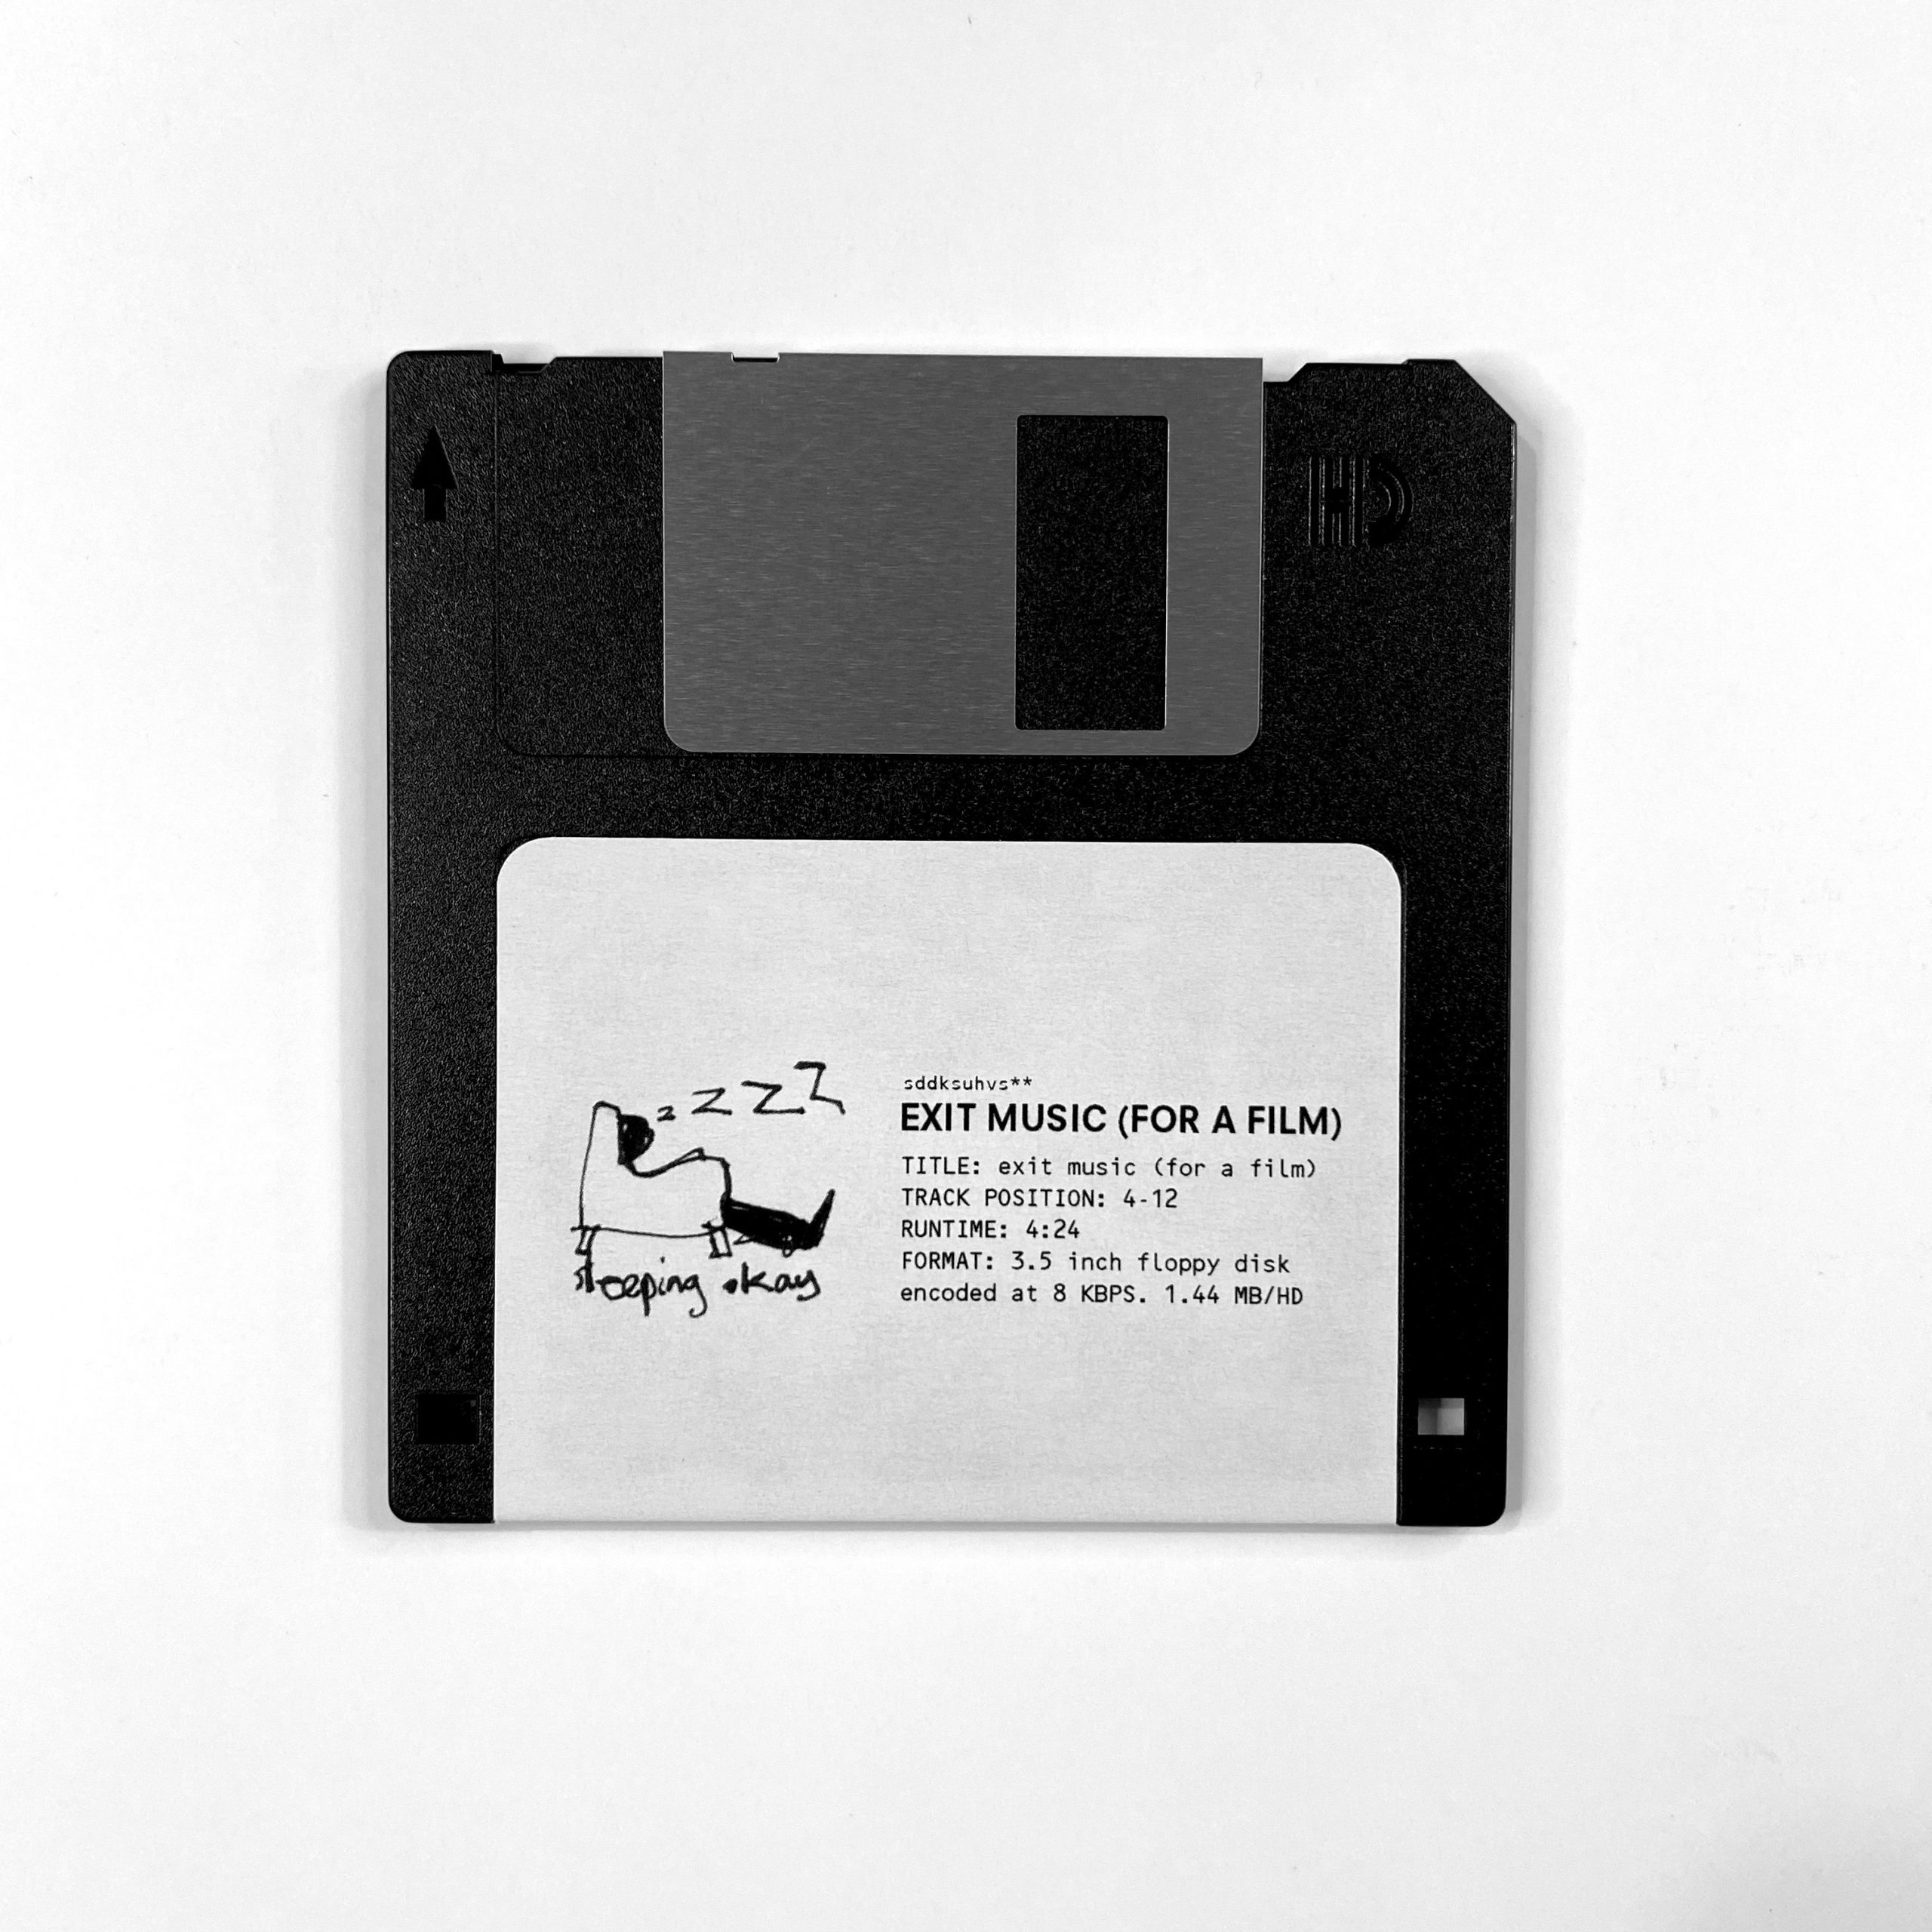 HD
z z z z
sleeping okay
sddksuhvs**
EXIT MUSIC (FOR A FILM)
TITLE: exit music (for a film)
TRACK POSITION: 4-12
RUNTIME: 4:24
FORMAT: 3.5 inch floppy disk
encoded at 8 KBPS. 1.44 MB/HD